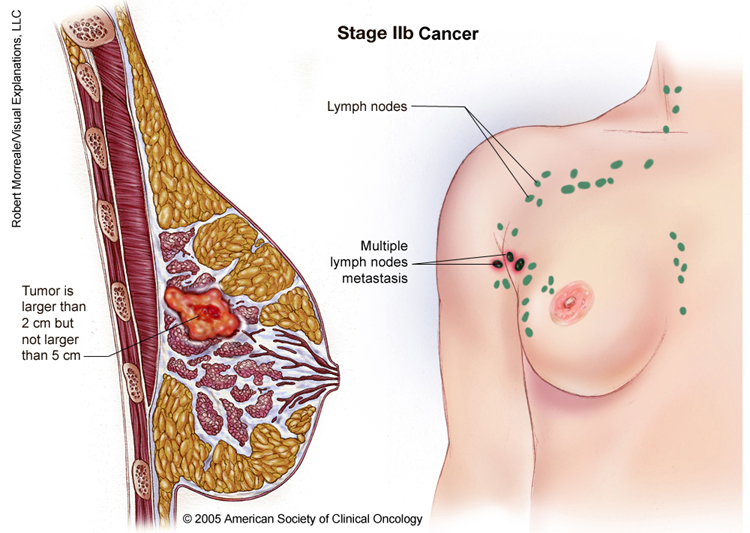 Stage IIb Cancer
Robert Morreale/Visual Explanations, LLC
Lymph nodes
Multiple
lymph nodes
metastasis
Tumor is
larger than
2 cm but
not larger
than 5 cm
© 2005 American Society of Clinical Oncology